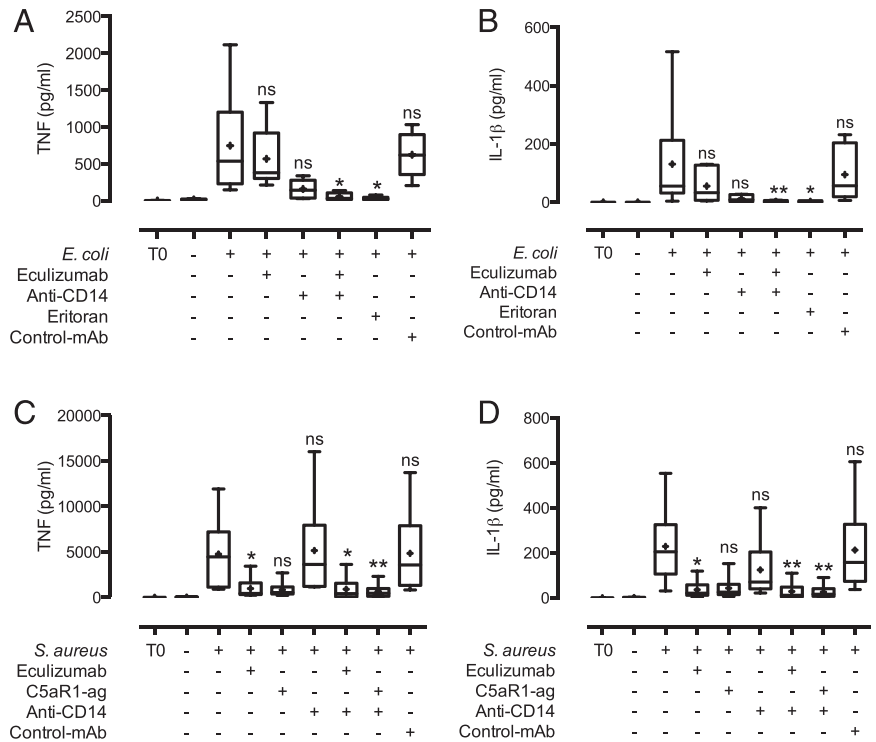 A
TNF (pg/ml)
2500
2000
1500
1000
500
0
ns
ns
*
*
ns
E. coli T0 - + + + + + +
Eculizumab - - + - + - -
Anti-CD14 - - - + + - -
Eritoran - - - - - + -
Control-mAb - - - - - - +
B
IL-1β (pg/ml)
600
400
200
0
ns
ns
**
*
ns
E. coli T0 - + + + + + +
Eculizumab - - + - + - -
Anti-CD14 - - - + + - -
Eritoran - - - - - + -
Control-mAb - - - - - - +
C
TNF (pg/ml)
20000
15000
10000
5000
0
*
ns
ns
*
**
ns
S. aureus T0 - + + + + + + +
Eculizumab - - + - - + - -
C5aR1-ag - - - + - - + -
Anti-CD14 - - - - + + + -
Control-mAb - - - - - - - +
D
IL-1β (pg/ml)
800
600
400
200
0
*
ns
ns
**
**
ns
S. aureus T0 - + + + + + + +
Eculizumab - - + - - + - -
C5aR1-ag - - - + - - + -
Anti-CD14 - - - - + + + -
Control-mAb - - - - - - - +